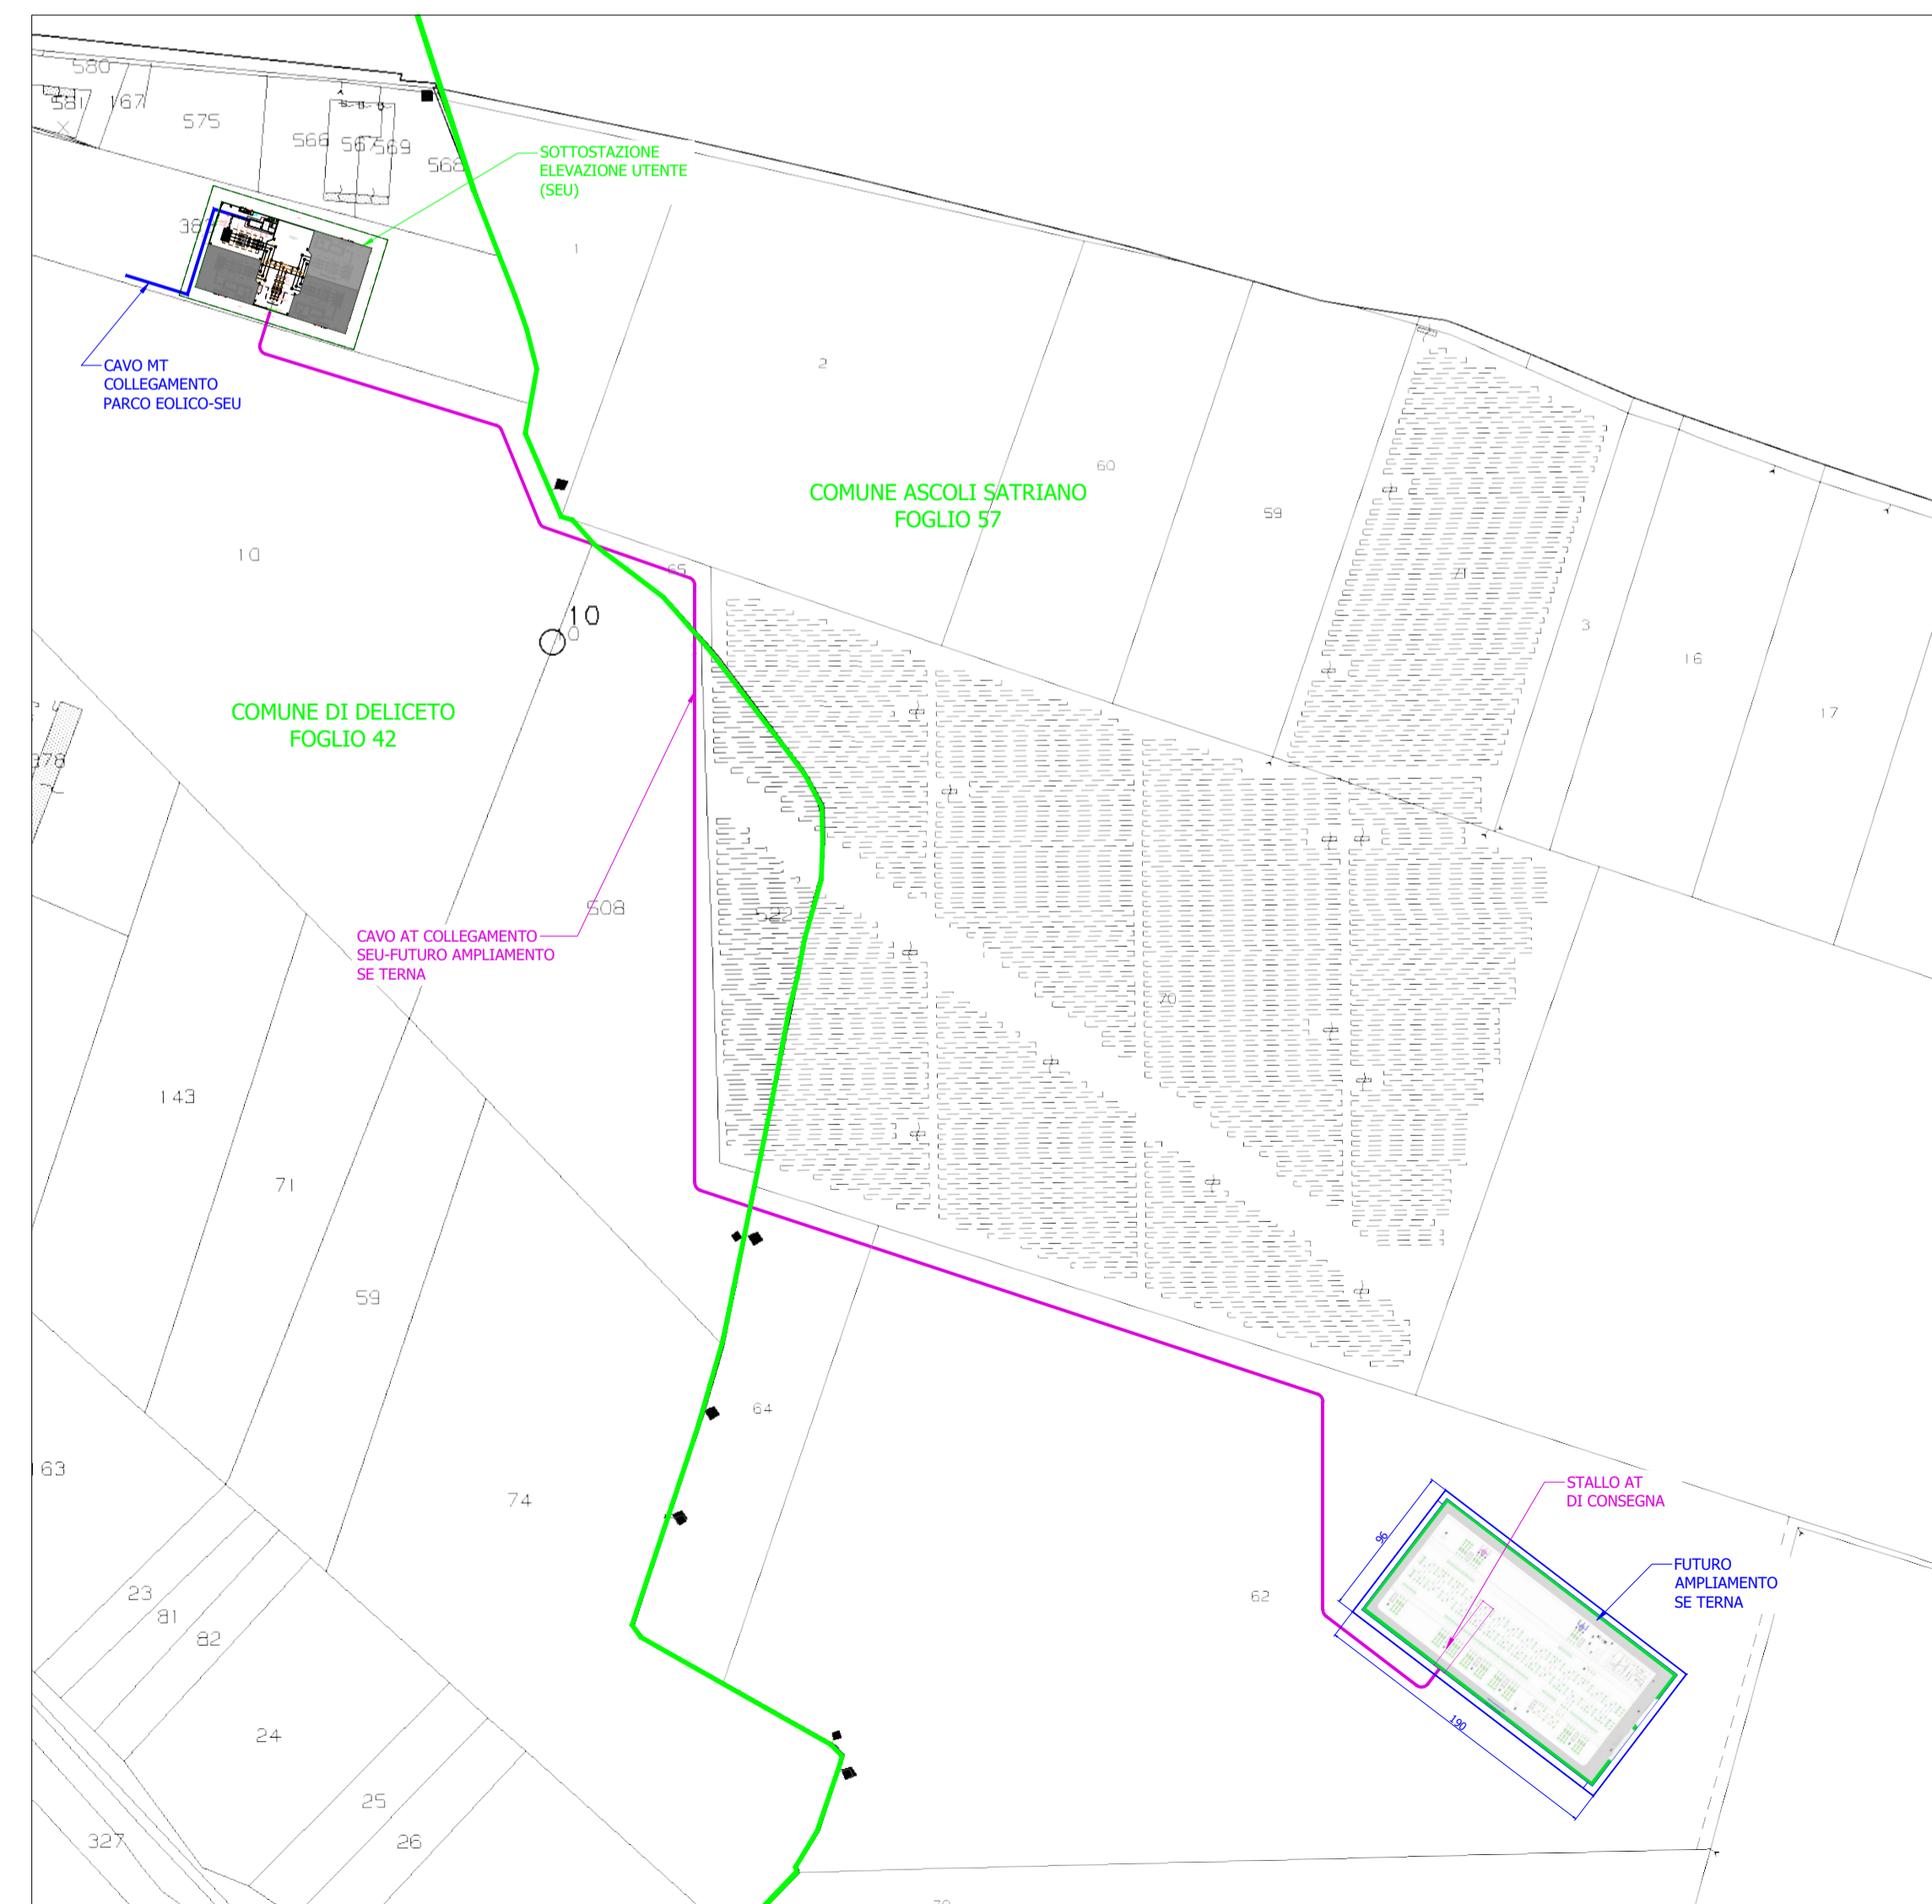 580
581
167
575
566
567
569
568
SOTTOSTAZIONE
ELEVAZIONE UTENTE
(SEU)
1
CAVO MT
COLLEGAMENTO
PARCO EOLICO-SEU
2
60
COMUNE ASCOLI SATRIANO
FOGLIO 57
59
71
3
16
17
10
65
10
COMUNE DI DELICETO
FOGLIO 42
378
508
522
CAVO AT COLLEGAMENTO
SEU-FUTURO AMPLIAMENTO
SE TERNA
70
143
71
59
64
163
74
STALLO AT
DI CONSEGNA
96
FUTURO
AMPLIAMENTO
SE TERNA
62
23
81
82
190
24
25
26
327